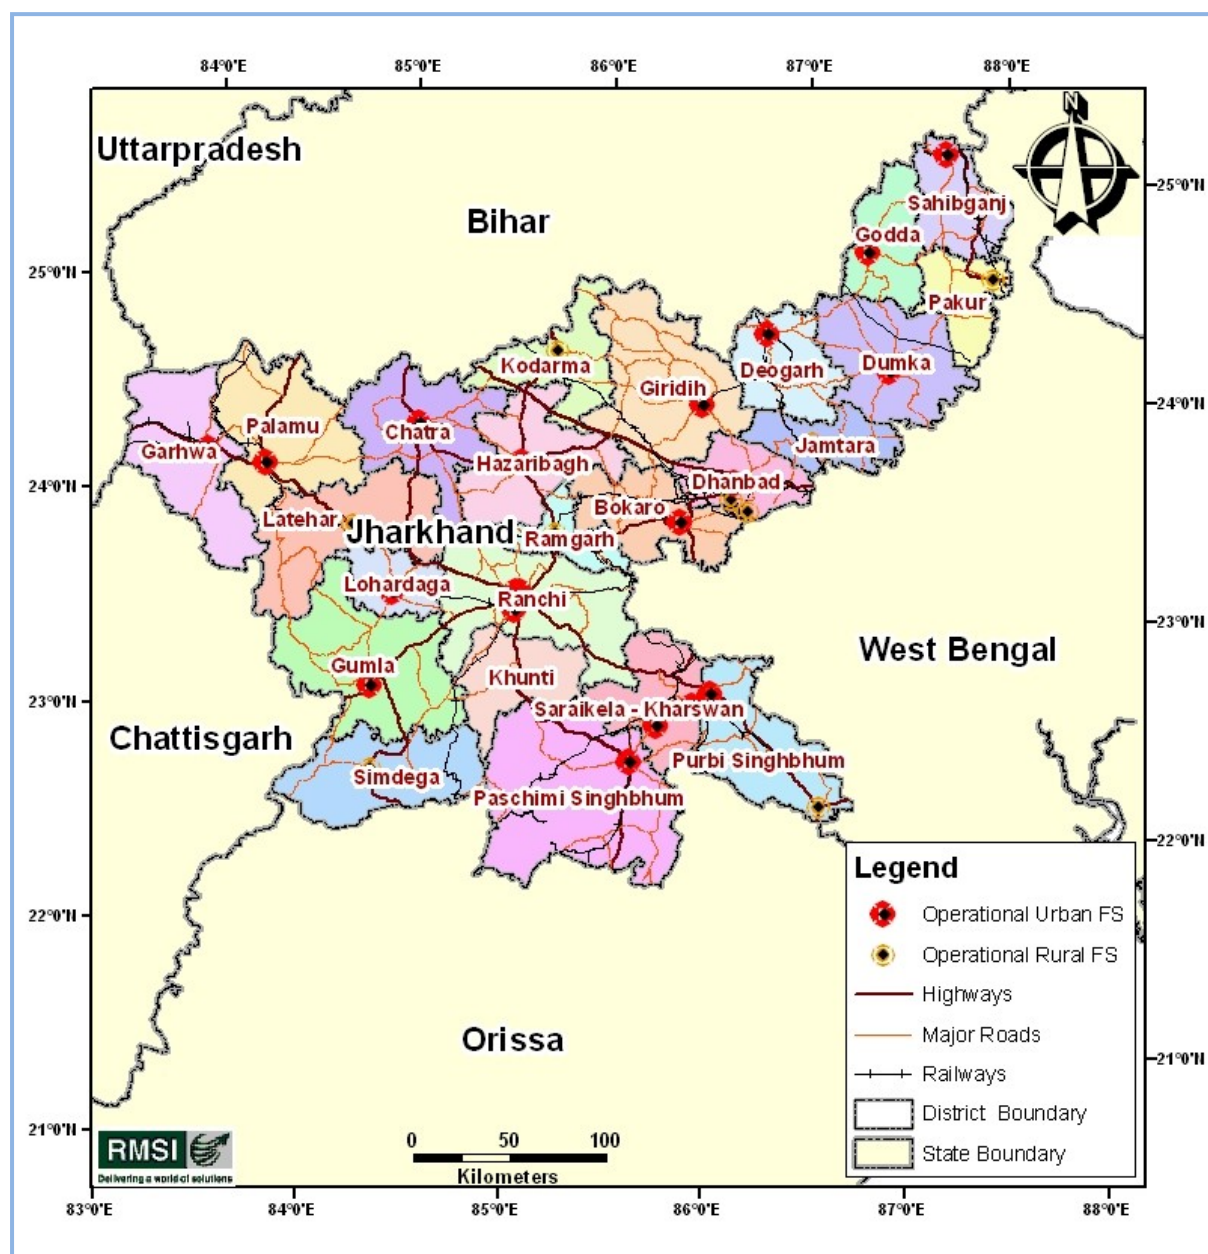 84°0'E 85°0'E 86°0'E 87°0'E 88°0'E
N
Uttarpradesh
Bihar
25°0'N
Sahibganj
Godda
25°0'N
Pakur
Kodarma
Deogarh
Dumka
Giridih
24°0'N
Palamu
Chatra
Jamtara
Garhwa
Hazaribagh
Dhanbad
24°0'N
Latehar
Bokaro
Jharkhand
Ramgarh
Lohardaga
Ranchi
23°0'N
West Bengal
Gumla
Khunti
23°0'N
Saraikela - Kharswan
Chattisgarh
Purbi Singhbhum
Simdega
Paschimi Singhbhum
22°0'N
Legend
Operational Urban FS
22°0'N
Operational Rural FS
Highways
Orissa
Major Roads
21°0'N
Railways
District Boundary
21°0'N
State Boundary
0 50 100
Kilometers
RMSI
Delivering a world of solutions
83°0'E 84°0'E 85°0'E 86°0'E 87°0'E 88°0'E